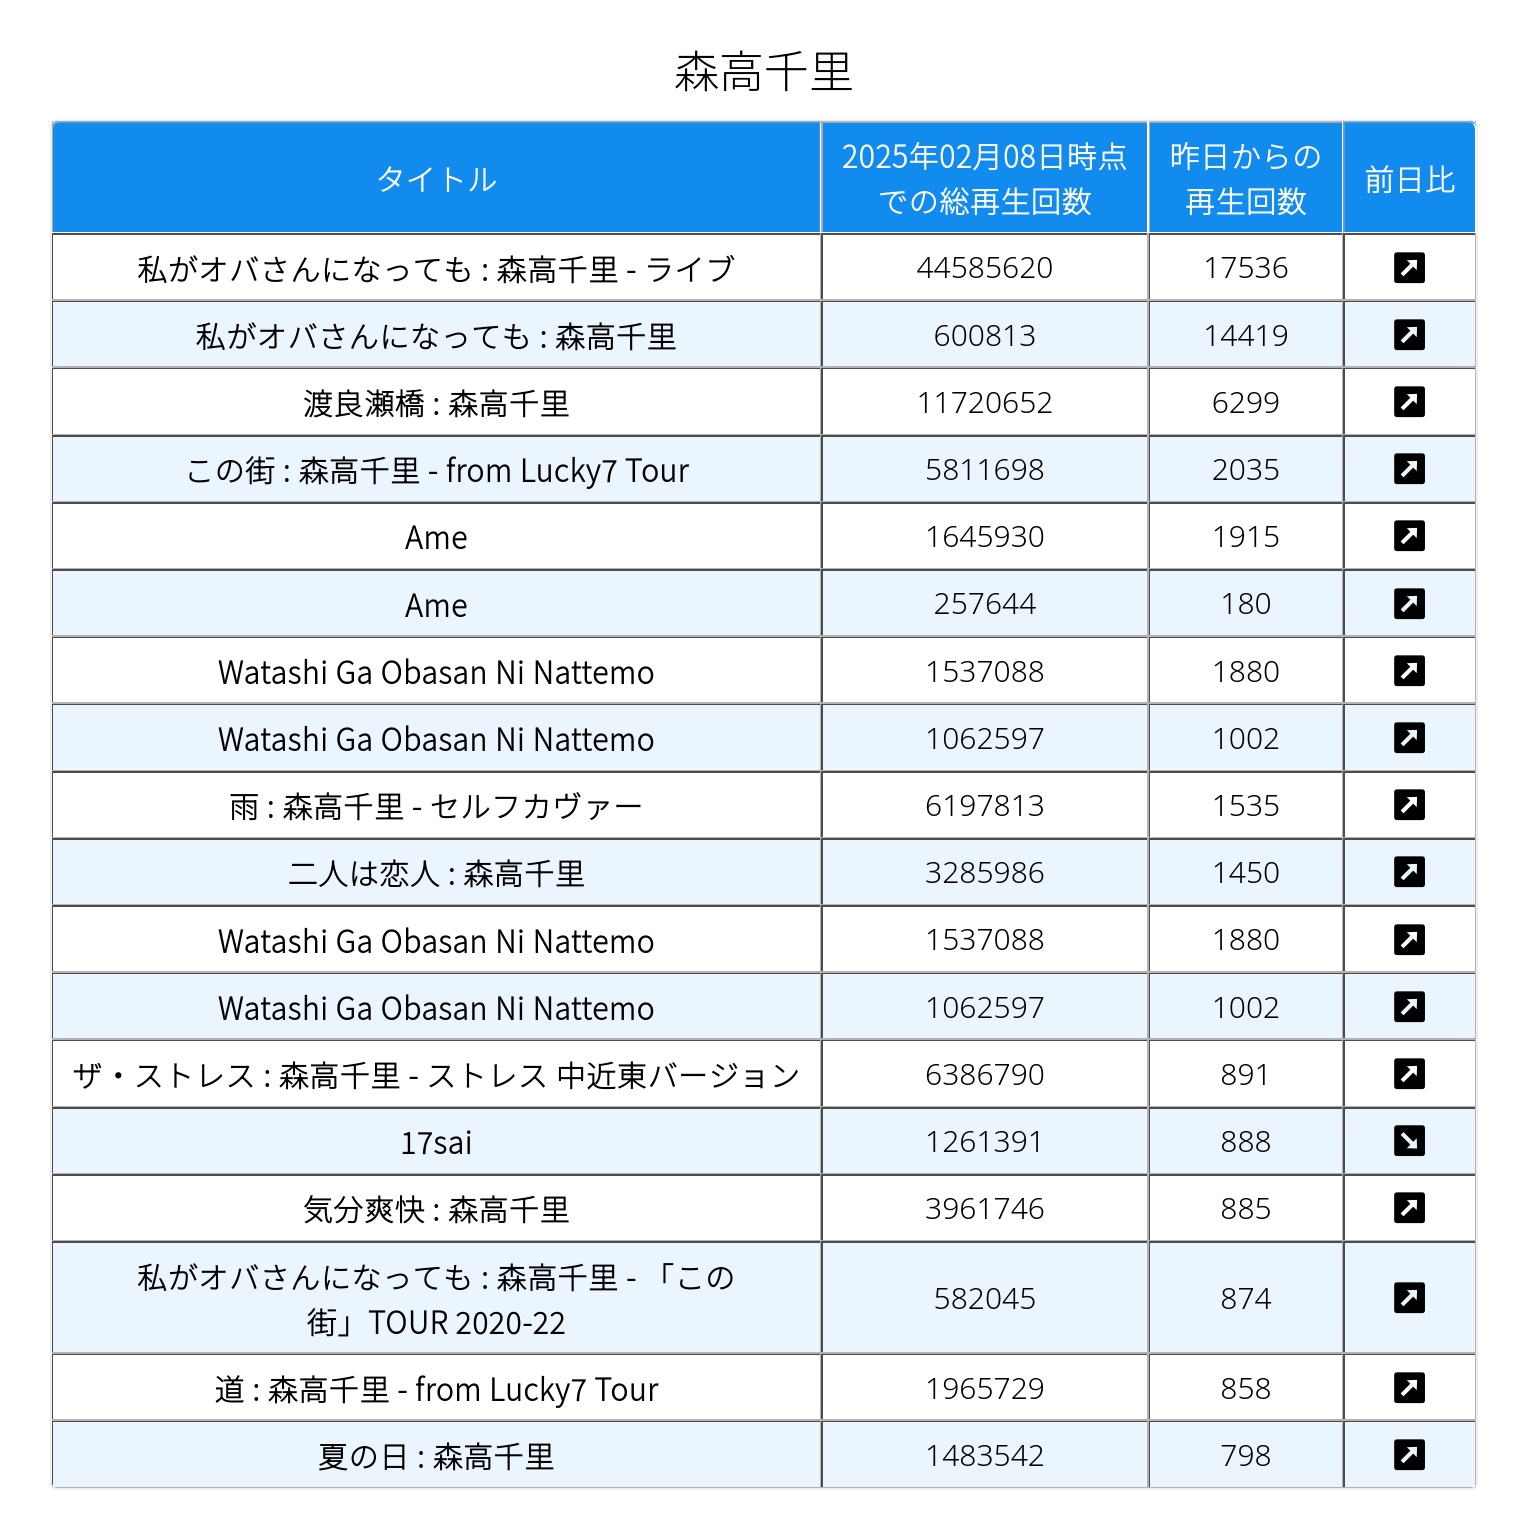 森高千里
タイトル
2025年02月08日時点
での総再生回数
昨日からの
再生回数
前日比
私がオバさんになっても : 森高千里 - ライブ 44585620 17536
私がオバさんになっても : 森高千里 600813 14419
渡良瀬橋 : 森高千里 11720652 6299
この街 : 森高千里 - from Lucky7 Tour 5811698 2035
Ame 1645930 1915
Ame 257644 180
Watashi Ga Obasan Ni Nattemo 1537088 1880
Watashi Ga Obasan Ni Nattemo 1062597 1002
雨 : 森高千里 - セルフカヴァー 6197813 1535
二人は恋人 : 森高千里 3285986 1450
Watashi Ga Obasan Ni Nattemo 1537088 1880
Watashi Ga Obasan Ni Nattemo 1062597 1002
ザ・ストレス : 森高千里 - ストレス 中近東バージョン 6386790 891
17sai 1261391 888
気分爽快 : 森高千里 3961746 885
私がオバさんになっても : 森高千里 - 「この
街」TOUR 2020-22 582045 874
道 : 森高千里 - from Lucky7 Tour 1965729 858
夏の日 : 森高千里 1483542 798